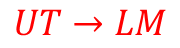 UT → LM